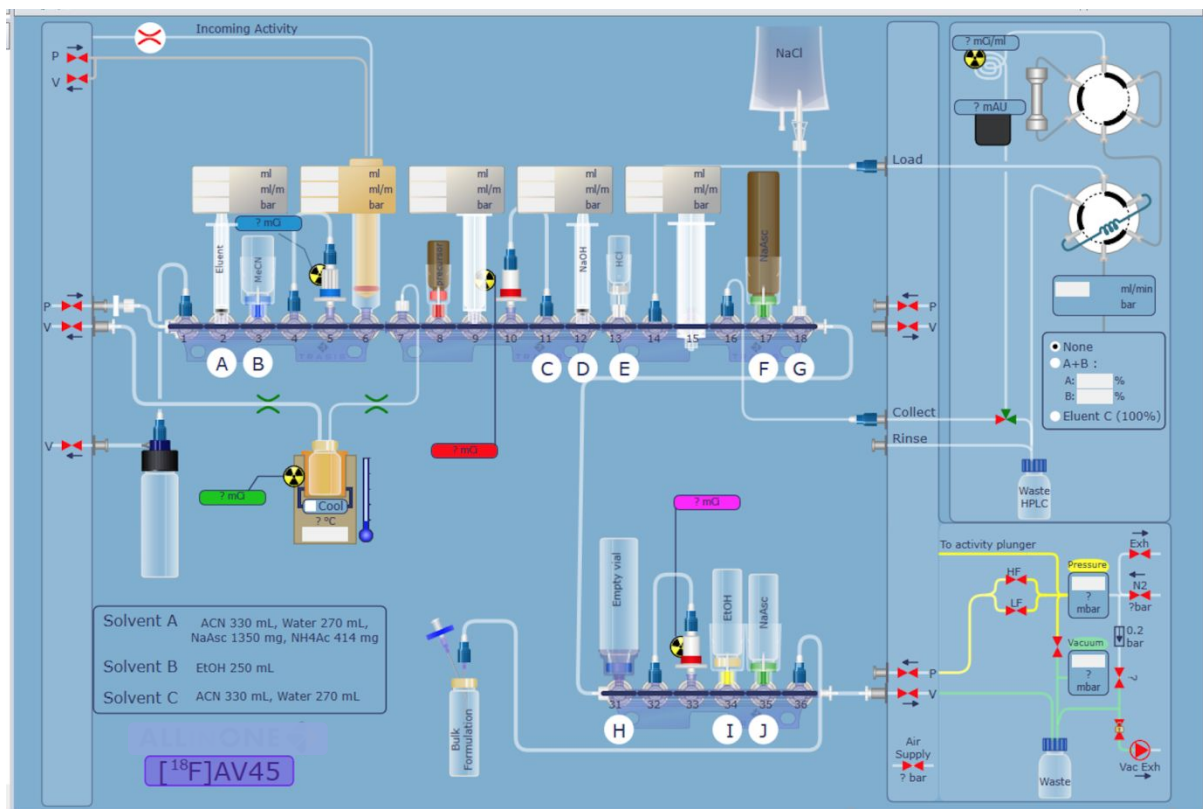 Incoming Activity
P
V
NaCl
? mCi/ml
? mAU
Load
ml
ml/m
bar
ml
ml/m
bar
ml
ml/m
bar
ml
ml/m
bar
ml
ml/m
bar
? mCi
Eluent
MeCN
precursor
NaOH
HCl
NaAsc
ml/min
bar
P
V
P
V
1 2 3 4 5 6 7 8 9 10 11 12 13 14 15 16 17 18
A B C D E F G
None
A+B :
A: %
B: %
Eluent C (100%)
Collect
Rinse
V
? mCi
? mCi
Cool
? °C
Waste
HPLC
? mCi
To activity plunger
Exh
Pressure
HF
N2
LF
?
mbar
?bar
0.2
bar
Vacuum
?
mbar
?
Empty vial
EtOH
NaAsc
P
V
31 32 33 34 35 36
H I J
Solvent A ACN 330 mL, Water 270 mL,
NaAsc 1350 mg, NH4Ac 414 mg
Solvent B EtOH 250 mL
Solvent C ACN 330 mL, Water 270 mL
Bulk
Formulation
ALLINONE
[¹⁸F]AV45
Air
Supply
? bar
Waste
Vac Exh